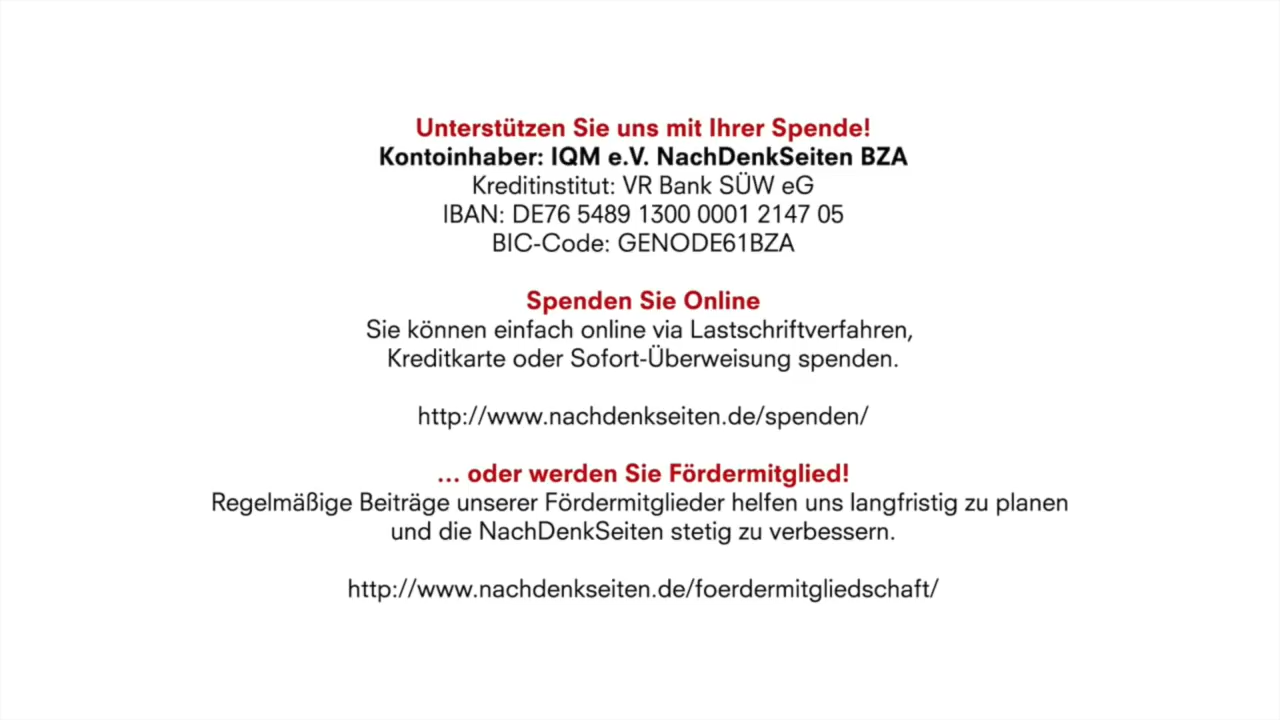 Unterstützen Sie uns mit Ihrer Spende!
Kontoinhaber: IQM e.V. NachDenkSeiten BZA
Kreditinstitut: VR Bank SÜW eG
IBAN: DE76 5489 1300 0001 2147 05
BIC-Code: GENODE61BZA
Spenden Sie Online
Sie können einfach online via Lastschriftverfahren,
Kreditkarte oder Sofort-Überweisung spenden.
http://www.nachdenkseiten.de/spenden/
... oder werden Sie Fördermitglied!
Regelmäßige Beiträge unserer Fördermitglieder helfen uns langfristig zu planen
und die NachDenkSeiten stetig zu verbessern.
http://www.nachdenkseiten.de/foerdermitgliedschaft/